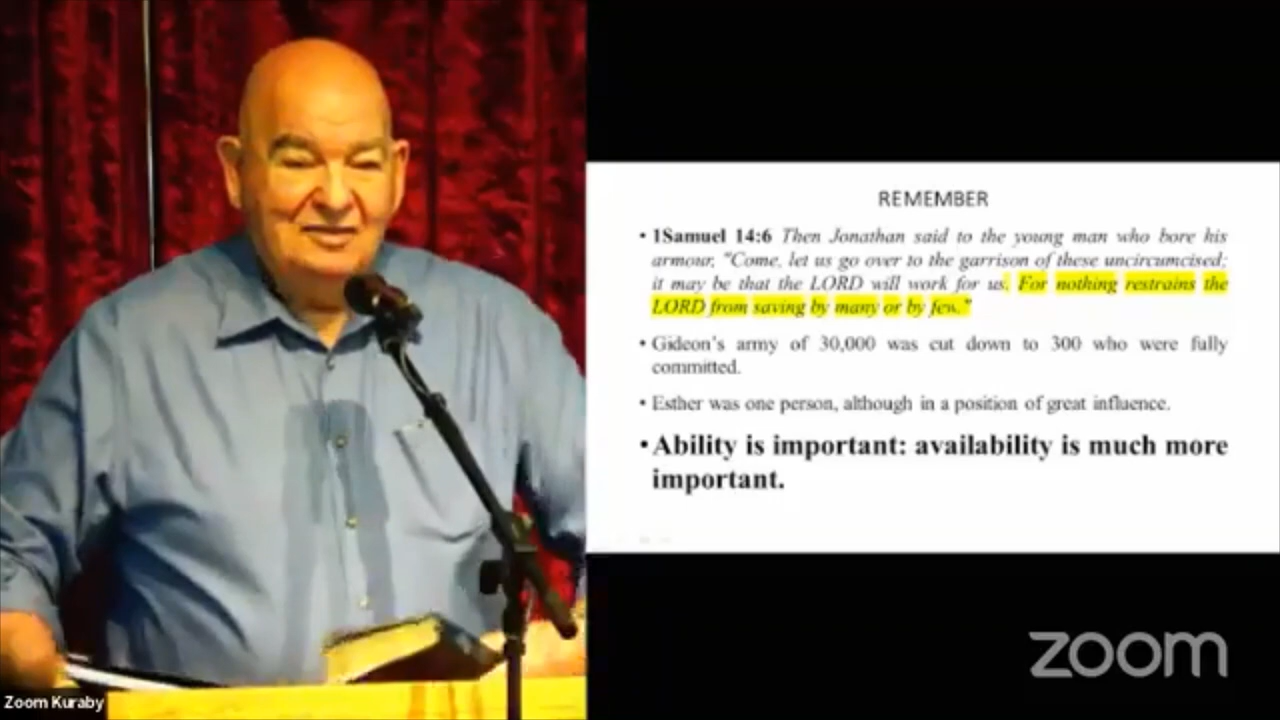 REMEMBER
• 1Samuel 14:6 Then Jonathan said to the young man who bore his
armour, "Come, let us go over to the garrison of these uncircumcised;
it may be that the LORD will work for us. For nothing restrains the
LORD from saving by many or by few."
• Gideon's army of 30,000 was cut down to 300 who were fully
committed.
• Esther was one person, although in a position of great influence.
• Ability is important: availability is much more
important.
zoom
Zoom Kuraby